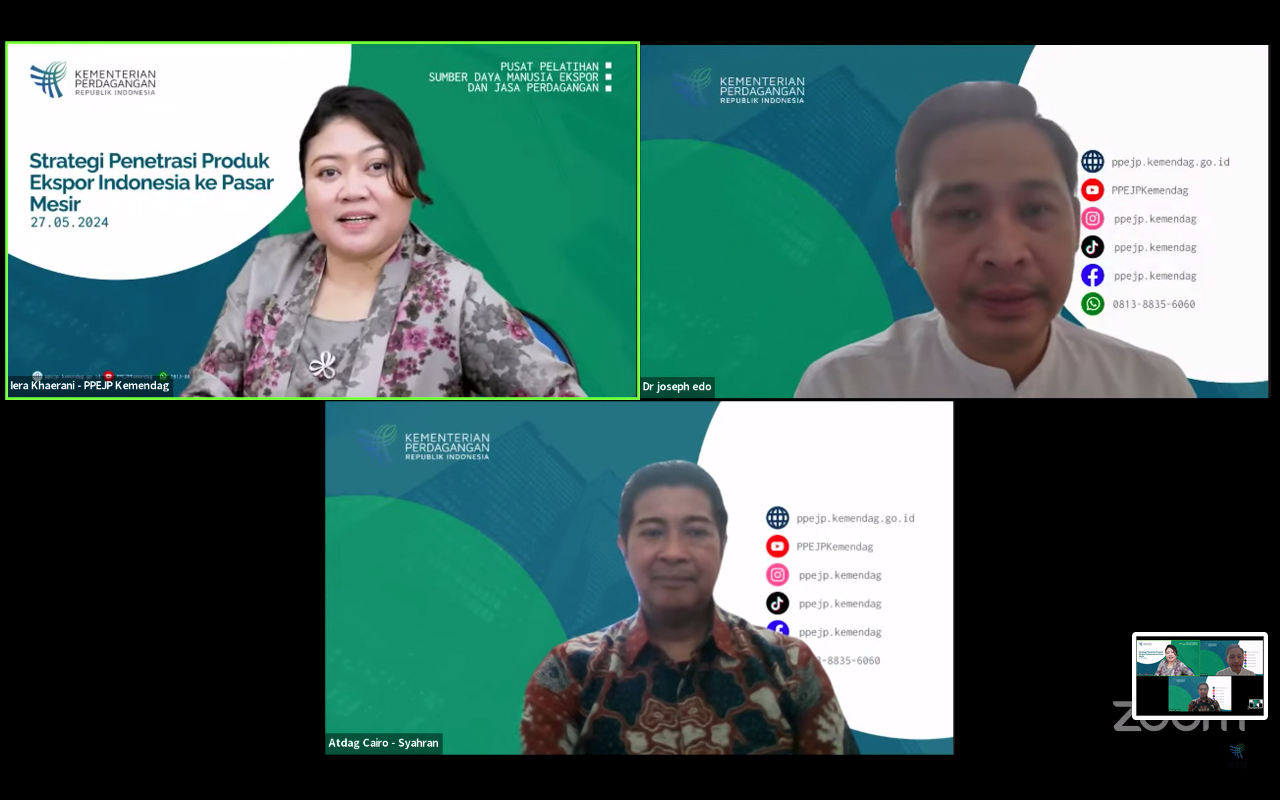 KEMENTERIAN
PERDAGANGAN
REPUBLIK INDONESIA
PUSAT PELATIHAN
SUMBER DAYA MANUSIA EKSPOR
DAN JASA PERDAGANGAN
Strategi Penetrasi Produk
Ekspor Indonesia ke Pasar
Mesir
27.05.2024
lera Khaerani - PPEJP Kemendag
KEMENTERIAN
PERDAGANGAN
REPUBLIK INDONESIA
ppejp.kemendag.go.id
PPEJPKemendag
ppejp.kemendag
ppejp.kemendag
ppejp.kemendag
0813-8835-6060
Dr joseph edo
KEMENTERIAN
PERDAGANGAN
REPUBLIK INDONESIA
ppejp.kemendag.go.id
PPEJPKemendag
ppejp.kemendag
ppejp.kemendag
ppejp.kemendag
-8835-6060
Atdag Cairo - Syahran
zoom